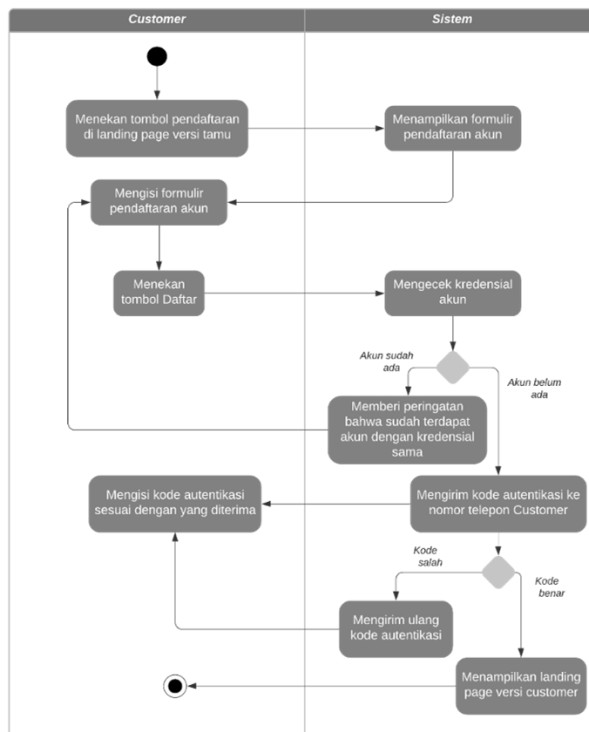 Customer
Sistem
Menekan tombol pendaftaran
di landing page versi tamu
Menampilkan formulir
pendaftaran akun
Mengisi formulir
pendaftaran akun
Menekan
tombol Daftar
Mengecek kredensial
akun
Akun sudah
ada
Akun belum
ada
Memberi peringatan
bahwa sudah terdapat
akun dengan kredensial
sama
Mengisi kode autentikasi
sesuai dengan yang diterima
Mengirim kode autentikasi ke
nomor telepon Customer
Kode
salah
Kode
benar
Mengirim ulang
kode autentikasi
Menampilkan landing
page versi customer